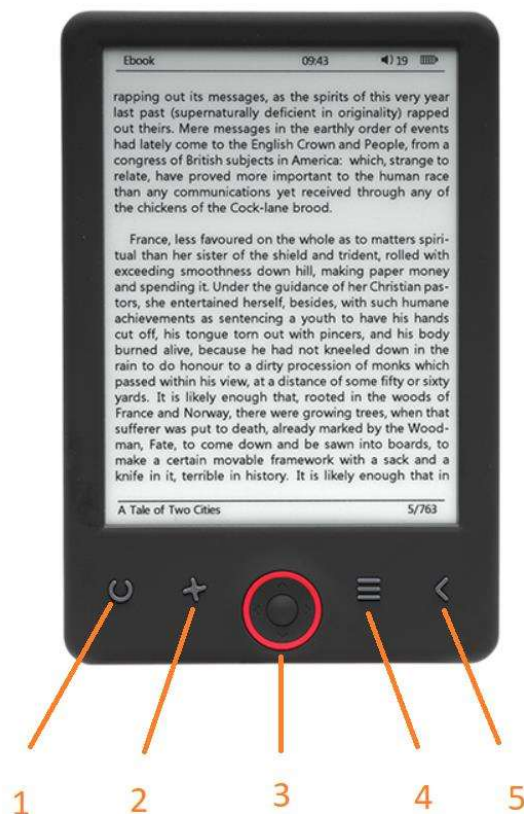 Ebook 09:43 19
rapping out its messages, as the spirits of this very year
last past (supernaturally deficient in originality) rapped
out theirs. Mere messages in the earthly order of events
had lately come to the English Crown and People, from a
congress of British subjects in America: which, strange to
relate, have proved more important to the human race
than any communications yet received through any of
the chickens of the Cock-lane brood.
France, less favoured on the whole as to matters spiri-
tual than her sister of the shield and trident, rolled with
exceeding smoothness down hill, making paper money
and spending it. Under the guidance of her Christian pas-
tors, she entertained herself, besides, with such humane
achievements as sentencing a youth to have his hands
cut off, his tongue torn out with pincers, and his body
burned alive, because he had not kneeled down in the
rain to do honour to a dirty procession of monks which
passed within his view, at a distance of some fifty or sixty
yards. It is likely enough that, rooted in the woods of
France and Norway, there were growing trees, when that
sufferer was put to death, already marked by the Wood-
man, Fate, to come down and be sawn into boards, to
make a certain movable framework with a sack and a
knife in it, terrible in history. It is likely enough that in
A Tale of Two Cities 5/763
1 2 3 4 5